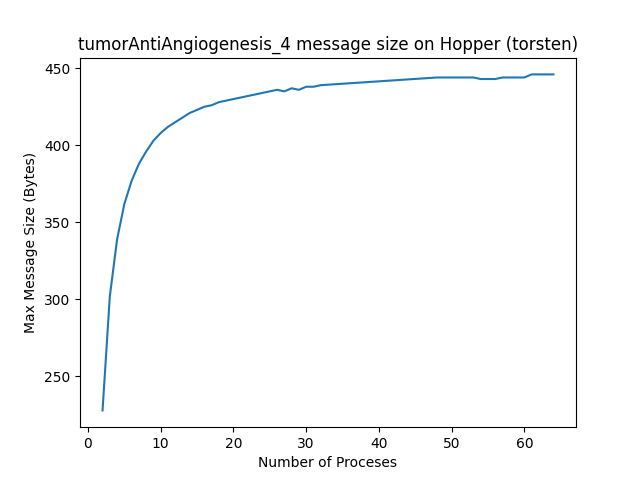 tumorAntiAngiogenesis_4 message size on Hopper (torsten)
450
400
350
300
250
Max Message Size (Bytes)
0 10 20 30 40 50 60
Number of Proceses